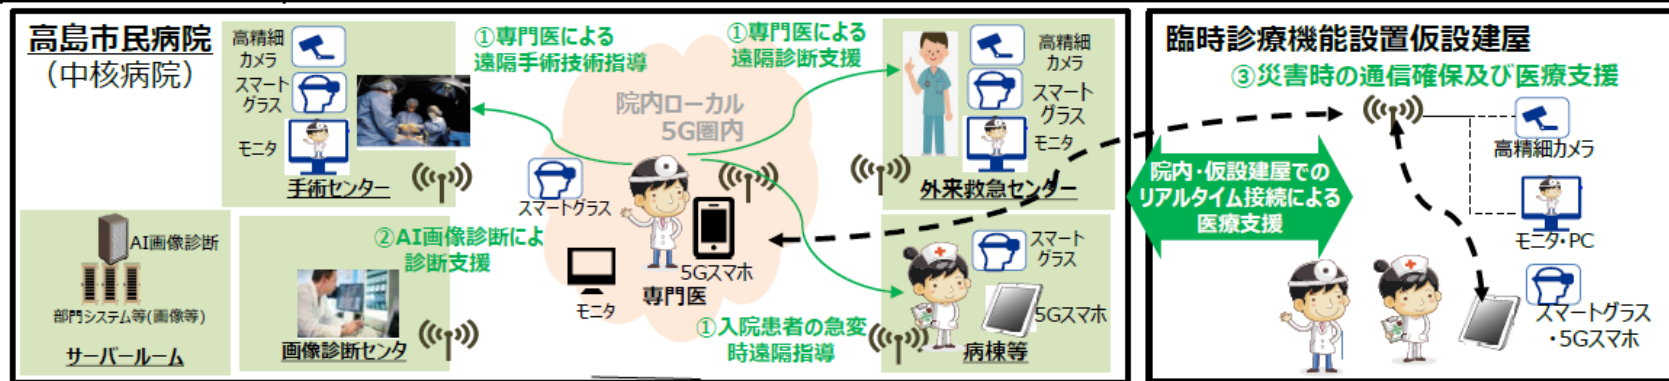 高島市民病院
（中核病院）
高精細
カメラ
スマート
グラス
モニタ
手術センター
①専門医による
遠隔手術技術指導
院内ローカル
5G圏内
①専門医による
遠隔診断支援
高精細
カメラ
スマート
グラス
モニタ
外来救急センター
AI画像診断
部門システム等(画像等)
サーバールーム
②AI画像診断によ
診断支援
画像診断センタ
スマートグラス
モニタ
5Gスマホ
専門医
①入院患者の急変
時遠隔指導
スマート
グラス
5Gスマホ
病棟等
院内・仮設建屋での
リアルタイム接続による
医療支援
臨時診療機能設置仮設建屋
③災害時の通信確保及び医療支援
高精細カメラ
モニタ・PC
スマートグラス
・5Gスマホ